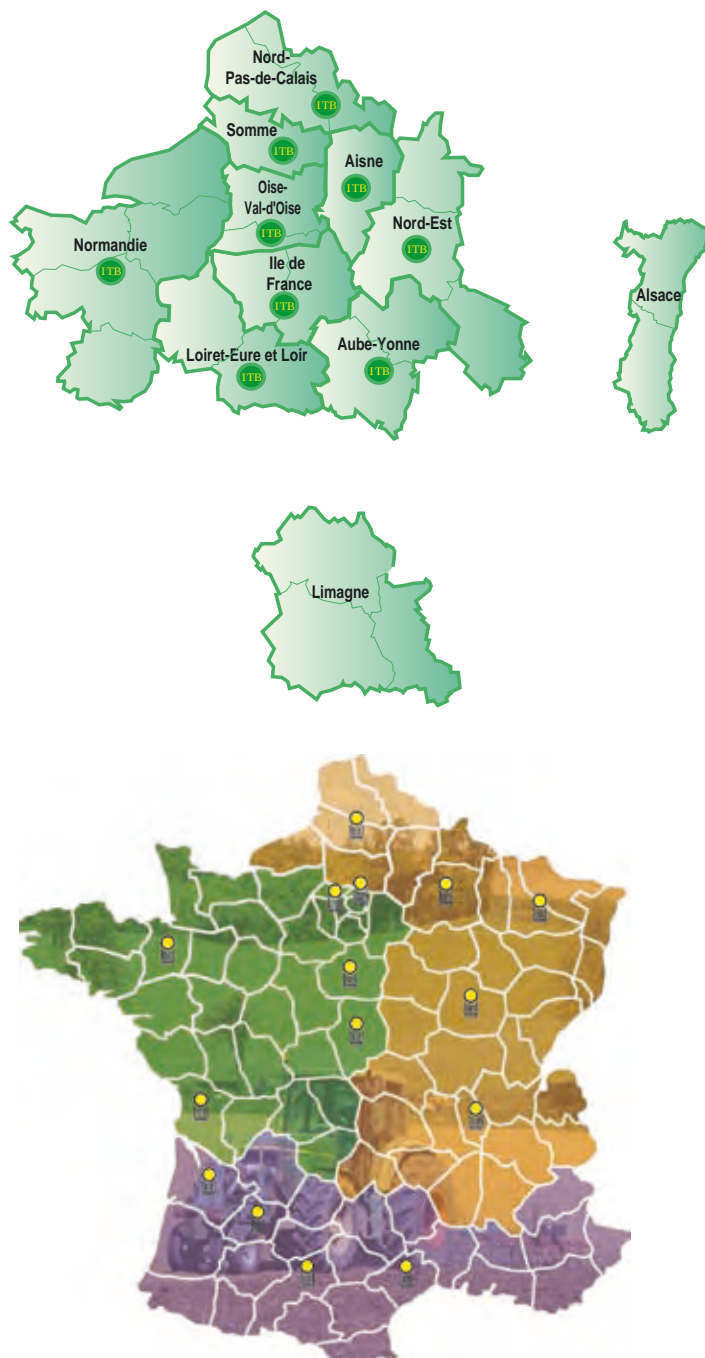 Nord-
Pas-de-Calais
ITB
Somme
ITB
Aisne
ITB
Oise-
Val-d'Oise
ITB
Nord-Est
ITB
Normandie
ITB
Ile de
France
ITB
Alsace
Loiret-Eure et Loir
ITB
Aube-Yonne
ITB
Limagne